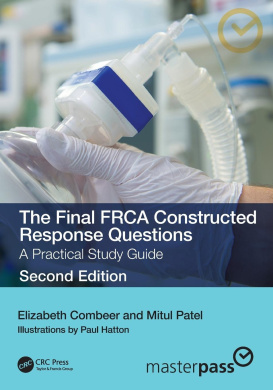 The Final FRCA Constructed
Response Questions
A Practical Study Guide
Second Edition
Elizabeth Combeer and Mitul Patel
Illustrations by Paul Hatton
CRC Press
Taylor & Francis Group
masterpass